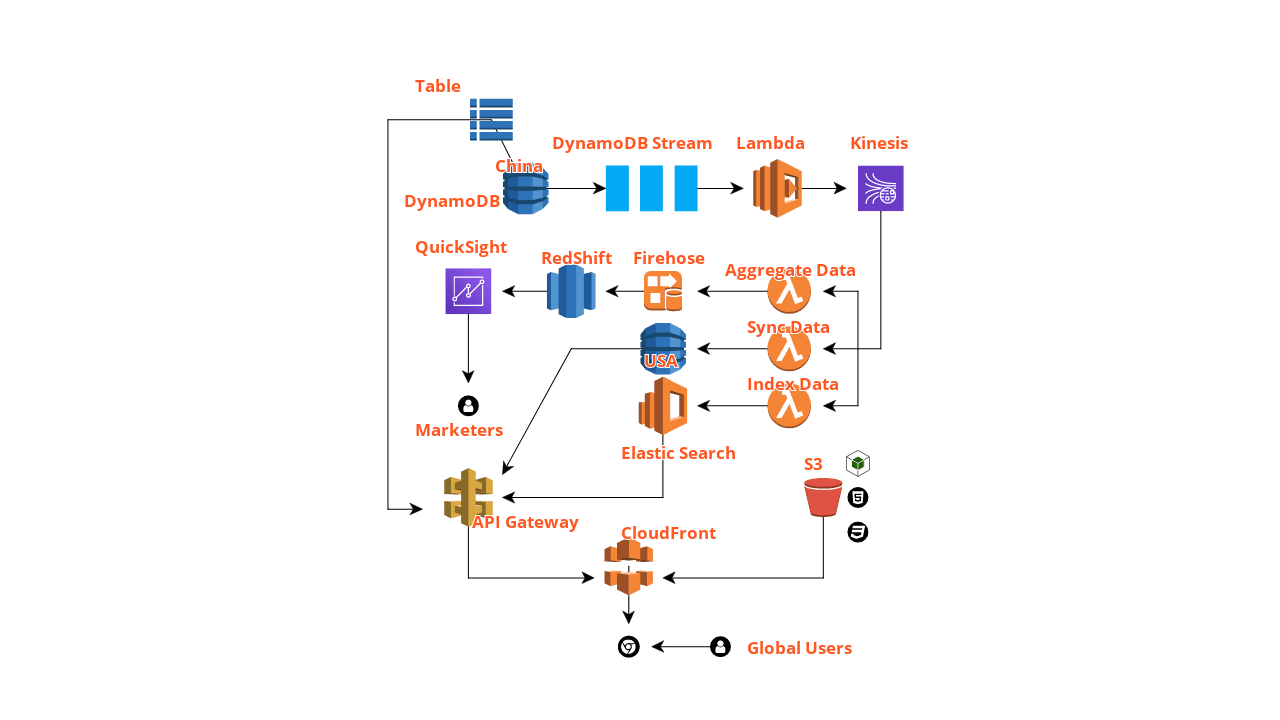 Table
DynamoDB Stream
Lambda
Kinesis
China
DynamoDB
QuickSight
RedShift
Firehose
Aggregate Data
Sync Data
USA
Index Data
Marketers
Elastic Search
S3
API Gateway
CloudFront
Global Users